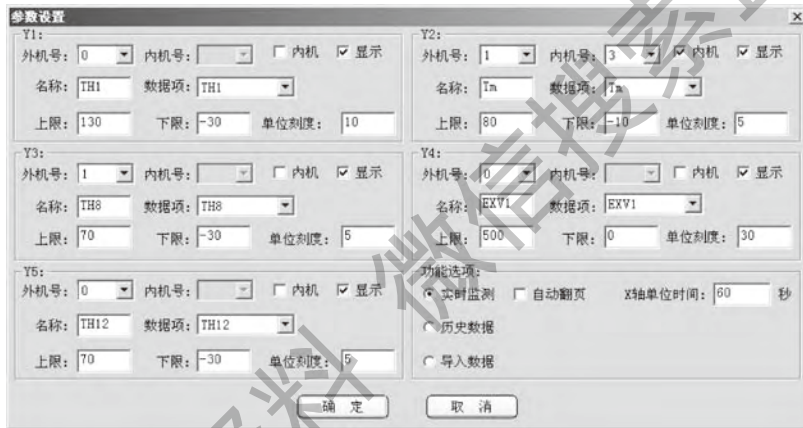 参数设置
Y1:
外机号: 0 内机号: 内机 显示
名称: TH1 数据项: TH1
上限: 130 下限: -30 单位刻度: 10
Y2:
外机号: 1 内机号: 3 内机 显示
名称: Tm 数据项: Tm
上限: 80 下限: -10 单位刻度: 5
Y3:
外机号: 1 内机号: 内机 显示
名称: TH8 数据项: TH8
上限: 70 下限: -30 单位刻度: 5
Y4:
外机号: 0 内机号: 内机 显示
名称: EXV1 数据项: EXV1
上限: 500 下限: 0 单位刻度: 30
Y5:
外机号: 0 内机号: 内机 显示
名称: TH12 数据项: TH12
上限: 70 下限: -30 单位刻度: 5
功能选项:
实时监测 自动翻页 X轴单位时间: 60 秒
历史数据
导入数据
确 定 取 消
资料 微信搜索